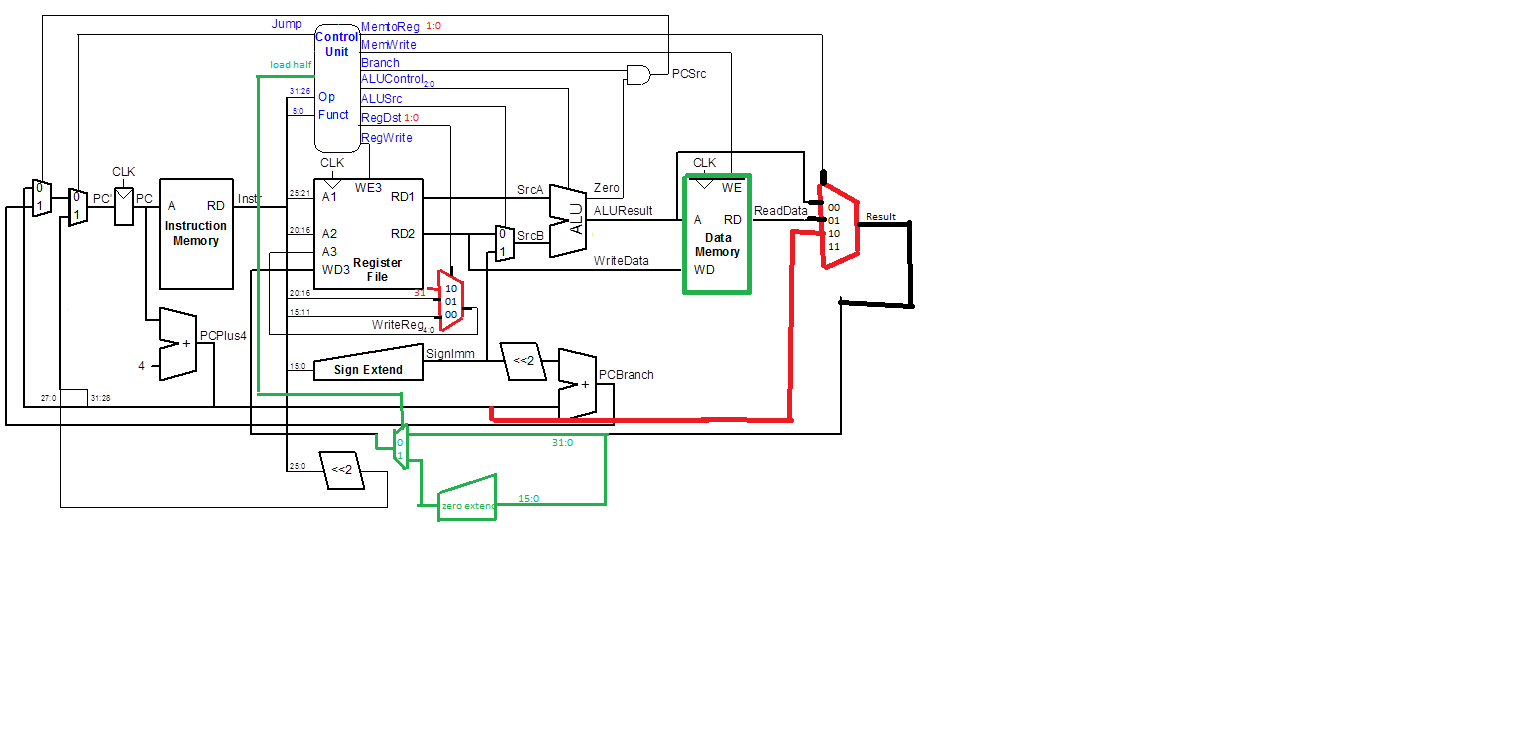 Jump
MemtoReg 1:0
Control
Unit
MemWrite
load half
Branch
PCSrc
ALUControl2:0
31:26 Op
ALUSrc
5:0 Funct
RegDst 1:0
RegWrite
CLK
CLK
CLK
0
1
0
1
PC'
PC
A RD
Instruction
Memory
Instr
25:21 A1
WE3
RD1
SrcA
Zero
ALU
ALUResult
WE
A RD
ReadData
Data
Memory
WD
00
01
10
11
Result
20:16 A2
RD2
0
1
SrcB
A3
WD3
Register
File
WriteData
31
20:16
15:11
10
01
00
WriteReg4:0
PCPlus4
+
4
SignImm
15:0 Sign Extend
<<2
+
PCBranch
27:0
31:28
0
1
31:0
25:0
<<2
zero extend
15:0